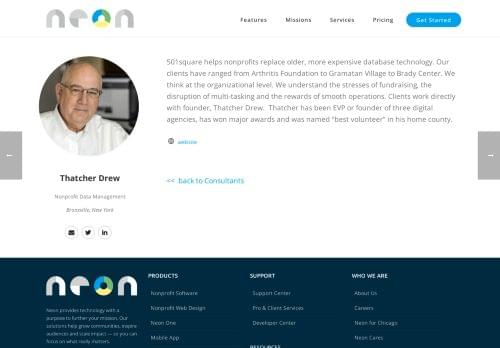 neon
Features
Missions
Services
Pricing
Get Started
501square helps nonprofits replace older, more expensive database technology. Our
clients have ranged from Arthritis Foundation to Gramatan Village to Brady Center. We
think at the organizational level. We understand the stresses of fundraising, the
disruption of multi-tasking and the rewards of smooth operations. Clients work directly
with founder, Thatcher Drew.  Thatcher has been EVP or founder of three digital
agencies, has won major awards and was named "best volunteer" in his home county.
website
<< back to Consultants
←
→
Thatcher Drew
Nonprofit Data Management
Bronxville, New York
neon
Neon provides technology with a
purpose to further your mission. Our
solutions help grow communities, inspire
audiences and scale impact — so you can
focus on what really matters.
PRODUCTS
Nonprofit Software
Nonprofit Web Design
Neon One
Mobile App
SUPPORT
Support Center
Pro & Client Services
Developer Center
RESOURCES
WHO WE ARE
About Us
Careers
Neon for Chicago
Neon Cares